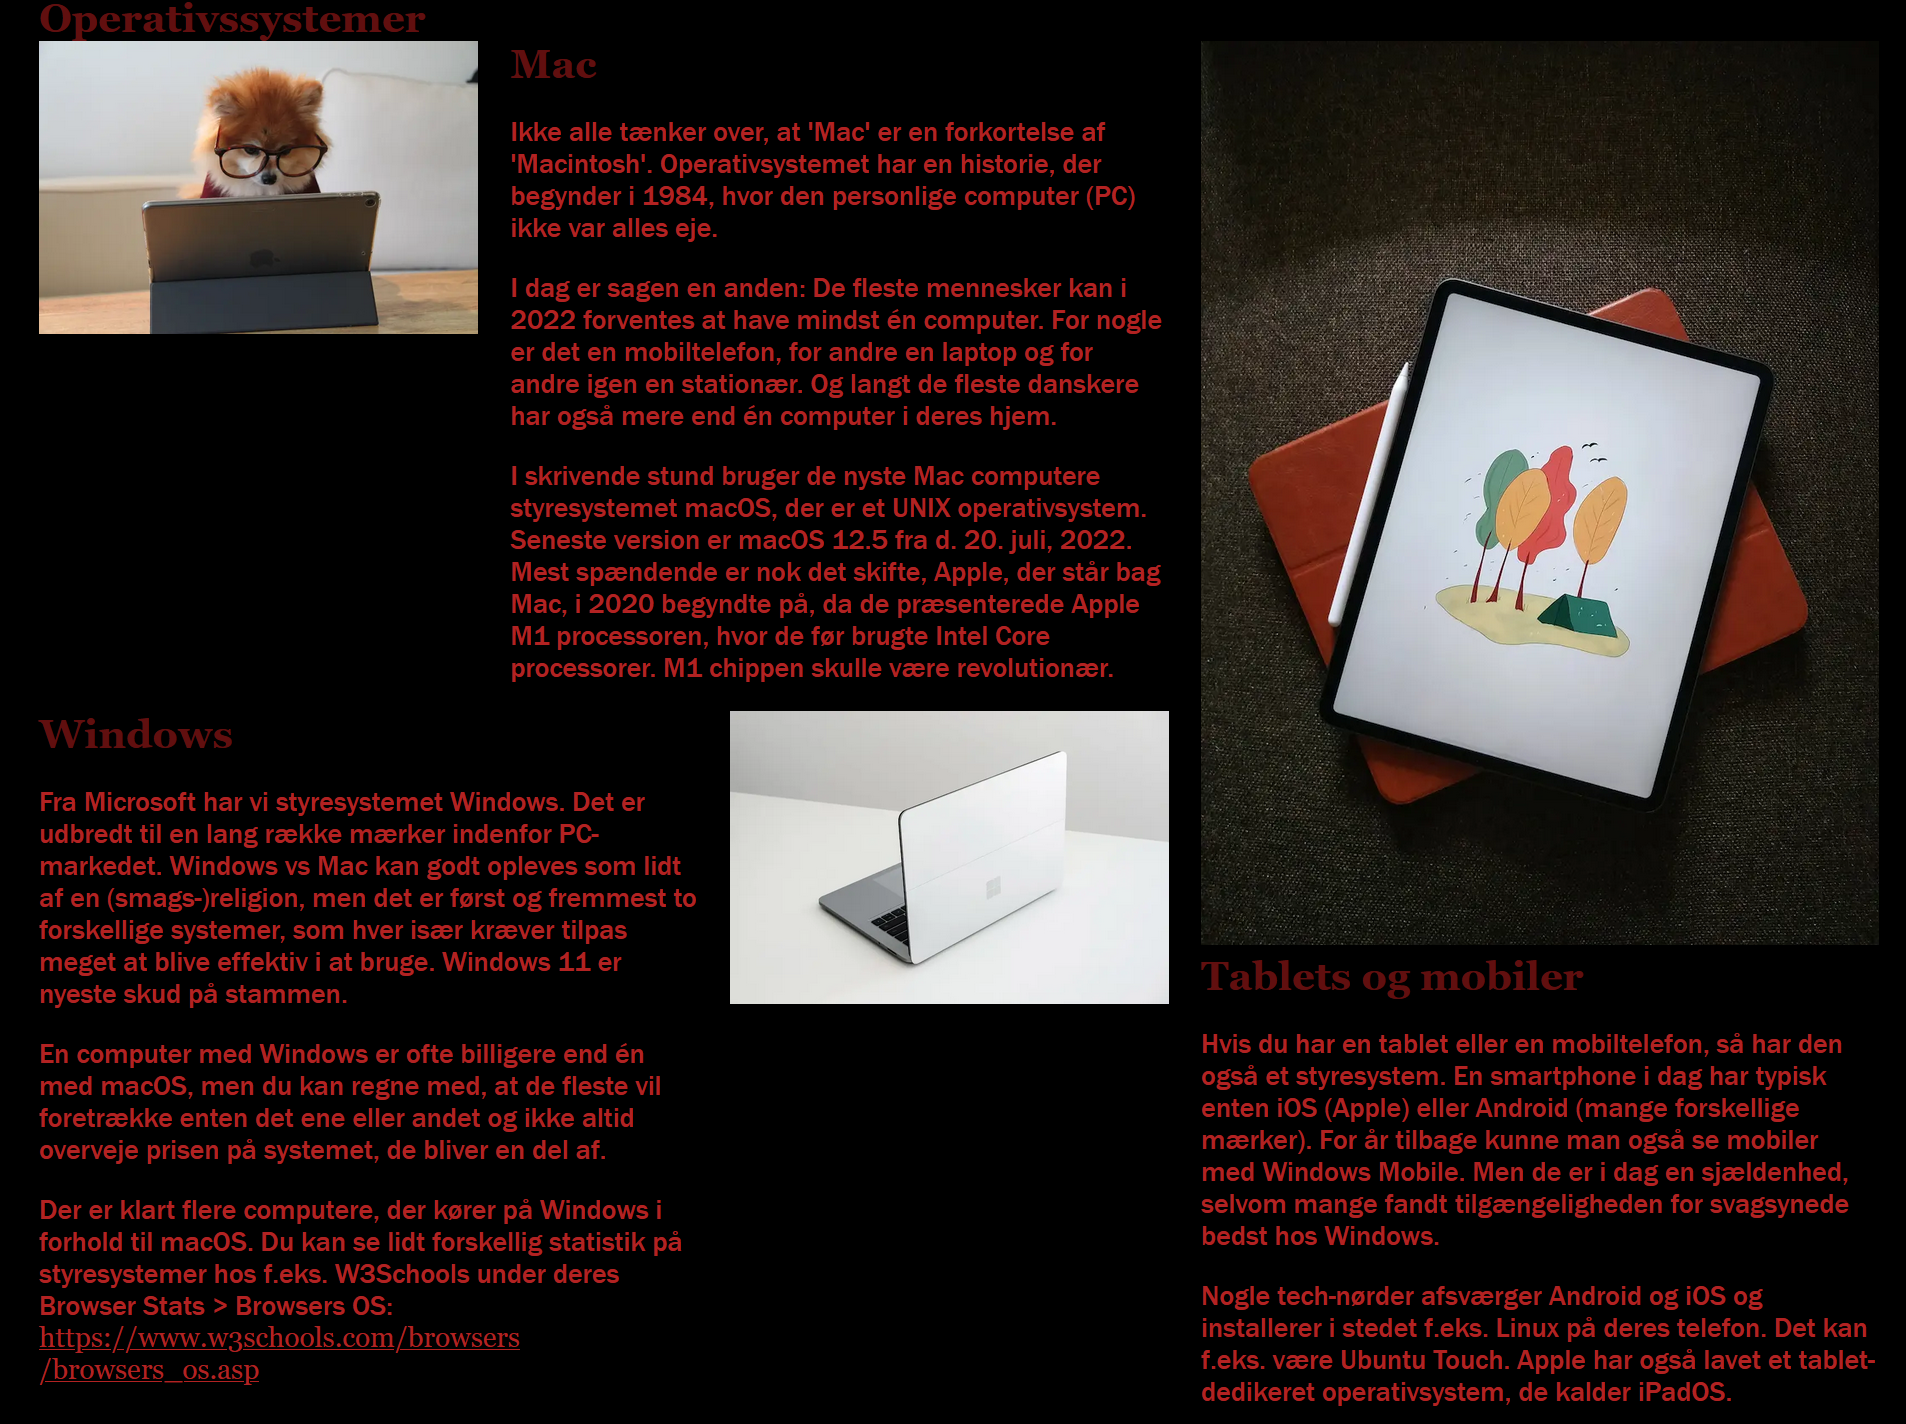 Operativssystemer
Mac
Ikke alle tænker over, at 'Mac' er en forkortelse af
'Macintosh'. Operativsystemet har en historie, der
begynder i 1984, hvor den personlige computer (PC)
ikke var alles eje.
I dag er sagen en anden: De fleste mennesker kan i
2022 forventes at have mindst én computer. For nogle
er det en mobiltelefon, for andre en laptop og for
andre igen en stationær. Og langt de fleste danskere
har også mere end én computer i deres hjem.
I skrivende stund bruger de nyste Mac computere
styresystemet macOS, der er et UNIX operativsystem.
Seneste version er macOS 12.5 fra d. 20. juli, 2022.
Mest spændende er nok det skifte, Apple, der står bag
Mac, i 2020 begyndte på, da de præsenterede Apple
M1 processoren, hvor de før brugte Intel Core
processorer. M1 chippen skulle være revolutionær.
Windows
Fra Microsoft har vi styresystemet Windows. Det er
udbredt til en lang række mærker indenfor PC-
markedet. Windows vs Mac kan godt opleves som lidt
af en (smags-)religion, men det er først og fremmest to
forskellige systemer, som hver især kræver tilpas
meget at blive effektiv i at bruge. Windows 11 er
nyeste skud på stammen.
En computer med Windows er ofte billigere end én
med macOS, men du kan regne med, at de fleste vil
foretrække enten det ene eller andet og ikke altid
overveje prisen på systemet, de bliver en del af.
Der er klart flere computere, der kører på Windows i
forhold til macOS. Du kan se lidt forskellig statistik på
styresystemer hos f.eks. W3Schools under deres
Browser Stats > Browsers OS:
https://www.w3schools.com/browsers
/browsers_os.asp
Tablets og mobiler
Hvis du har en tablet eller en mobiltelefon, så har den
også et styresystem. En smartphone i dag har typisk
enten iOS (Apple) eller Android (mange forskellige
mærker). For år tilbage kunne man også se mobiler
med Windows Mobile. Men de er i dag en sjældenhed,
selvom mange fandt tilgængeligheden for svagsynede
bedst hos Windows.
Nogle tech-nørder afsværger Android og iOS og
installerer i stedet f.eks. Linux på deres telefon. Det kan
f.eks. være Ubuntu Touch. Apple har også lavet et tablet-
dedikeret operativsystem, de kalder iPadOS.